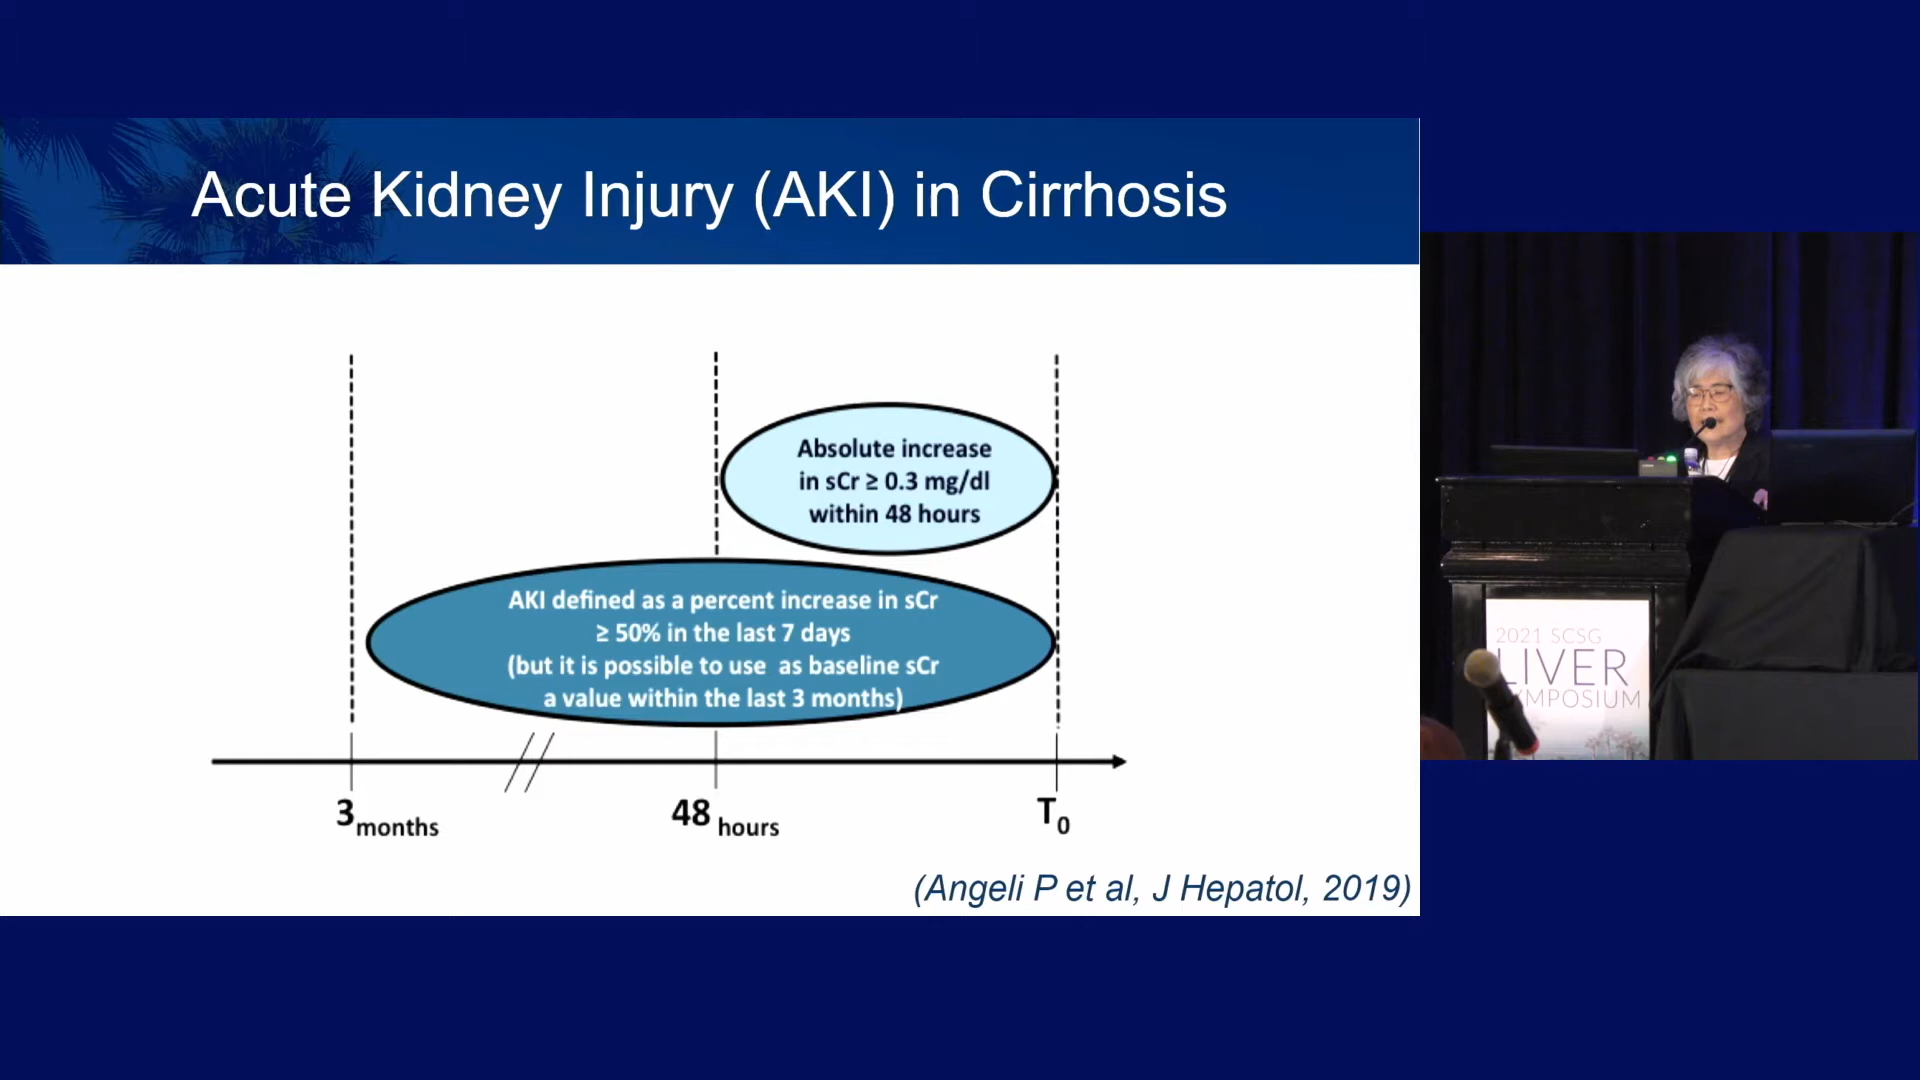 Acute Kidney Injury (AKI) in Cirrhosis
Absolute increase
in sCr ≥ 0.3 mg/dl
within 48 hours
AKI defined as a percent increase in sCr
≥ 50% in the last 7 days
(but it is possible to use as baseline sCr
a value within the last 3 months)
3 months
48 hours
T0
(Angeli P et al, J Hepatol, 2019)
2021 SCSG
LIVER
YMPOSIUM